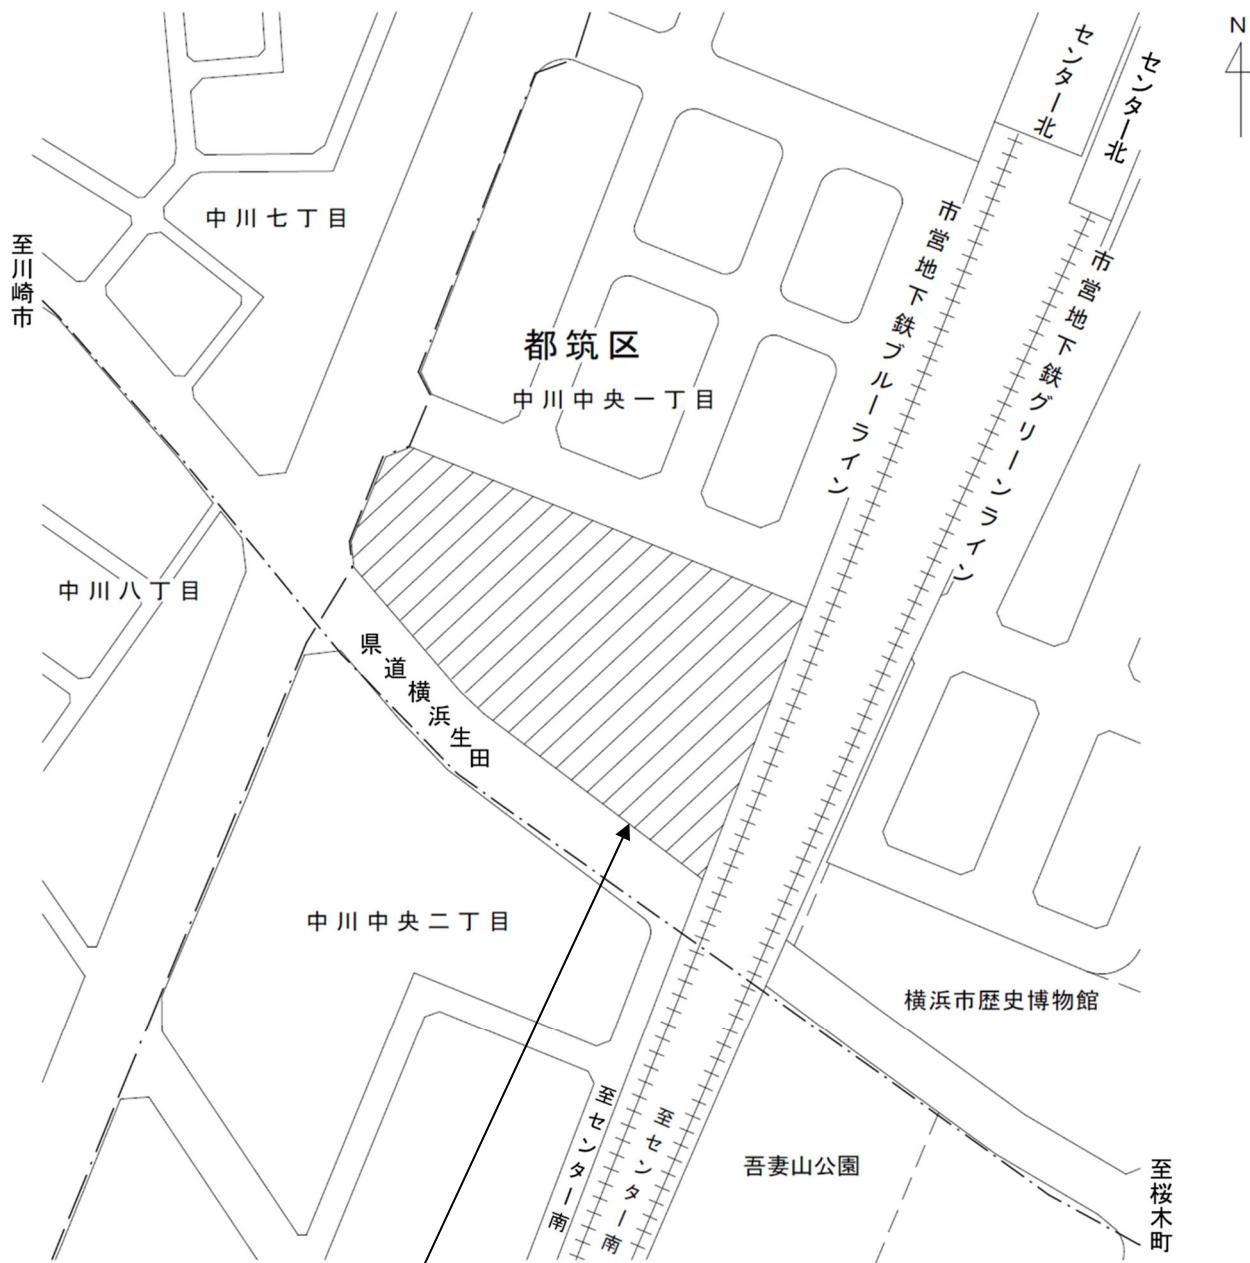 N
センター北
センター北
中川七丁目
至川崎市
市営地下鉄ブルーライン
市営地下鉄グリーンライン
都筑区
中川中央一丁目
中川八丁目
県道横浜生田
中川中央二丁目
横浜市歴史博物館
至センター南
至センター南
吾妻山公園
至桜木町